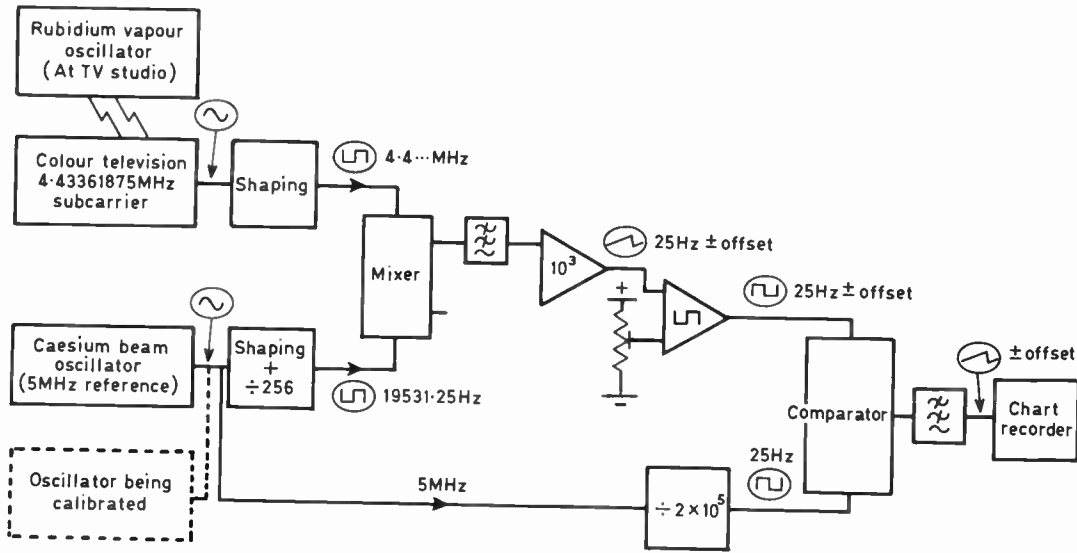 Rubidium vapour
oscillator
(At TV studio)
Colour television
4·43361875MHz
subcarrier
Shaping
4·4···MHz
Mixer
10³
25Hz ± offset
+
25Hz ± offset
Caesium beam
oscillator
(5MHz reference)
Shaping
+
÷256
19531·25Hz
Comparator
± offset
Chart
recorder
Oscillator being
calibrated
5MHz
25Hz
÷ 2 × 10⁵